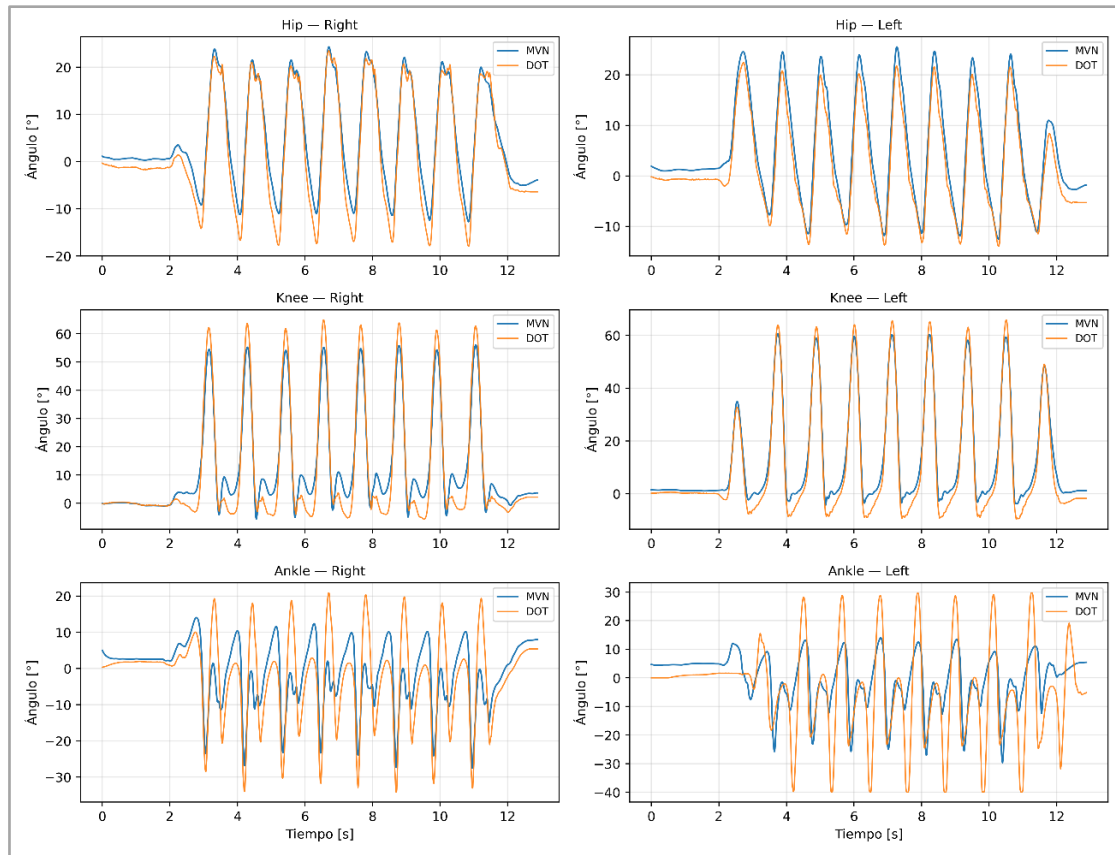 Hip — Right
Hip — Left
MVN
DOT
MVN
DOT
Ángulo [°]
Ángulo [°]
20
10
0
−10
−20
20
10
0
−10
0 2 4 6 8 10 12
0 2 4 6 8 10 12
Knee — Right
Knee — Left
MVN
DOT
MVN
DOT
Ángulo [°]
Ángulo [°]
60
50
40
30
20
10
0
60
40
20
0
0 2 4 6 8 10 12
0 2 4 6 8 10 12
Ankle — Right
Ankle — Left
MVN
DOT
MVN
DOT
Ángulo [°]
Ángulo [°]
20
10
0
−10
−20
−30
30
20
10
0
−10
−20
−30
−40
0 2 4 6 8 10 12
0 2 4 6 8 10 12
Tiempo [s]
Tiempo [s]